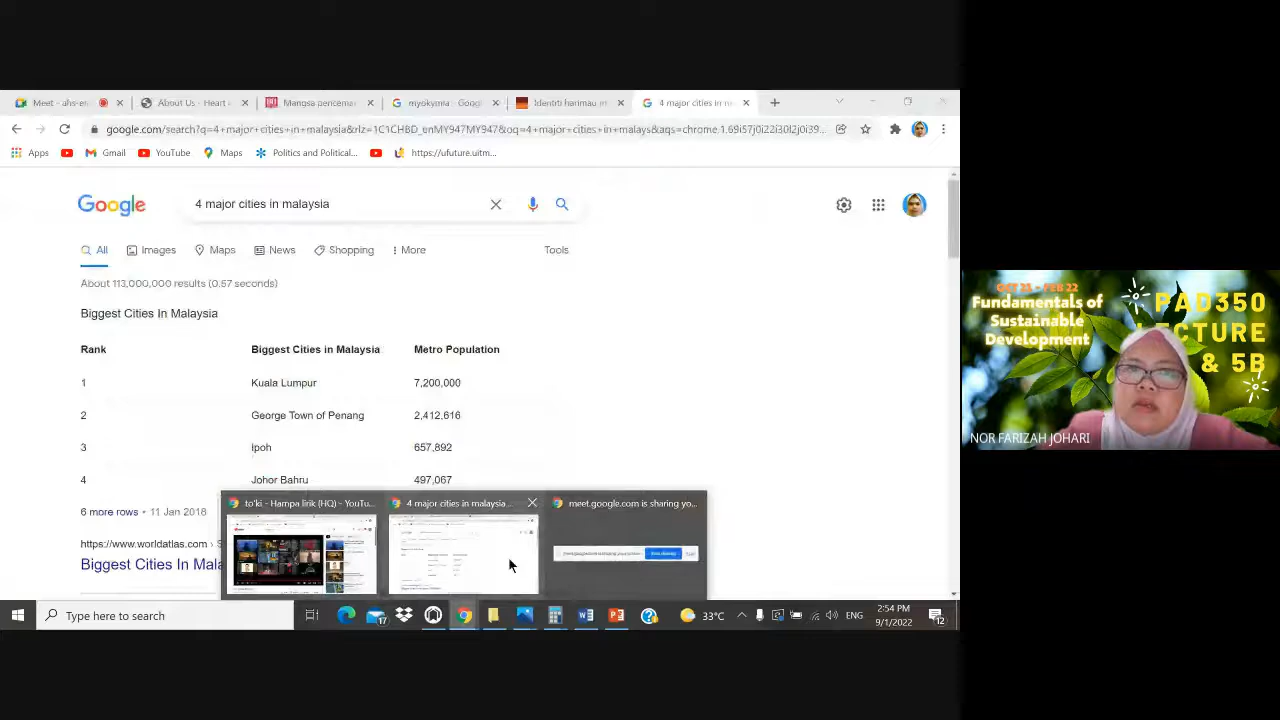 Meet - ahs-en
About Us - Heart
Mangsa pencema
myokymia - Googl
Identiti harimau m
4 major cities in m
google.com/search?q=4+major+cities+in+malaysia&rlz=1C1CHBD_enMY947MY947&oq=4+major+cities+in+malays&aqs=chrome.1.69i57j0i22i30l2j0i39...
Apps
Gmail
YouTube
Maps
Politics and Political...
https://ufuture.uitm...
Google
4 major cities in malaysia
All
Images
Maps
News
Shopping
More
Tools
About 113,000,000 results (0.57 seconds)
Biggest Cities In Malaysia
Rank Biggest Cities in Malaysia Metro Population
1 Kuala Lumpur 7,200,000
2 George Town of Penang 2,412,616
3 Ipoh 657,892
4 Johor Bahru 497,067
6 more rows • 11 Jan 2018
https://www.worldatlas.com › S
Biggest Cities In Mala
to'ki - Hampa lirik (HQ) - YouTu...
4 major cities in malaysia ...
meet.google.com is sharing yo...
Type here to search
17
33°C
ENG
2:54 PM
9/1/2022
12
OCT 21 - FEB 22
Fundamentals of
Sustainable
Development
PAD350
LECTURE
& 5B
NOR FARIZAH JOHARI